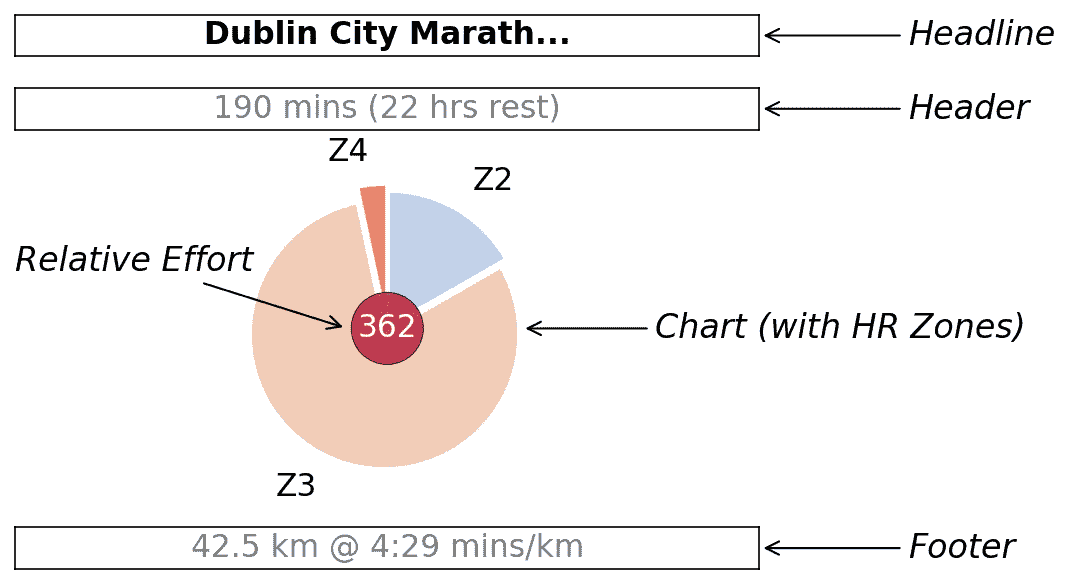 Dublin City Marath...
Headline
190 mins (22 hrs rest)
Header
Z4
Z2
Relative Effort
362
Chart (with HR Zones)
Z3
42.5 km @ 4:29 mins/km
Footer